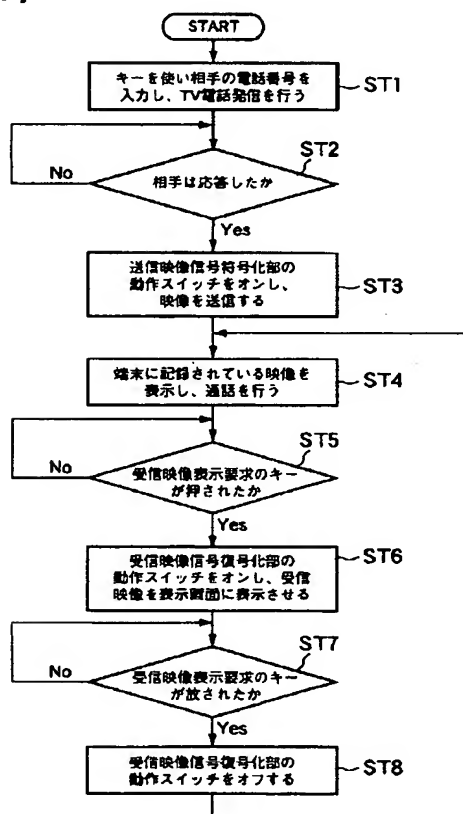 START
キーを使い相手の電話番号を
入力し、TV電話発信を行う
ST1
ST2
No
相手は応答したか
Yes
送信映像信号符号化部の
動作スイッチをオンし、
映像を送信する
ST3
端末に記録されている映像を
表示し、通話を行う
ST4
ST5
No
受信映像表示要求のキー
が押されたか
Yes
受信映像信号復号化部の
動作スイッチをオンし、受信
映像を表示画面に表示させる
ST6
ST7
No
受信映像表示要求のキー
が放されたか
Yes
受信映像信号復号化部の
動作スイッチをオフする
ST8